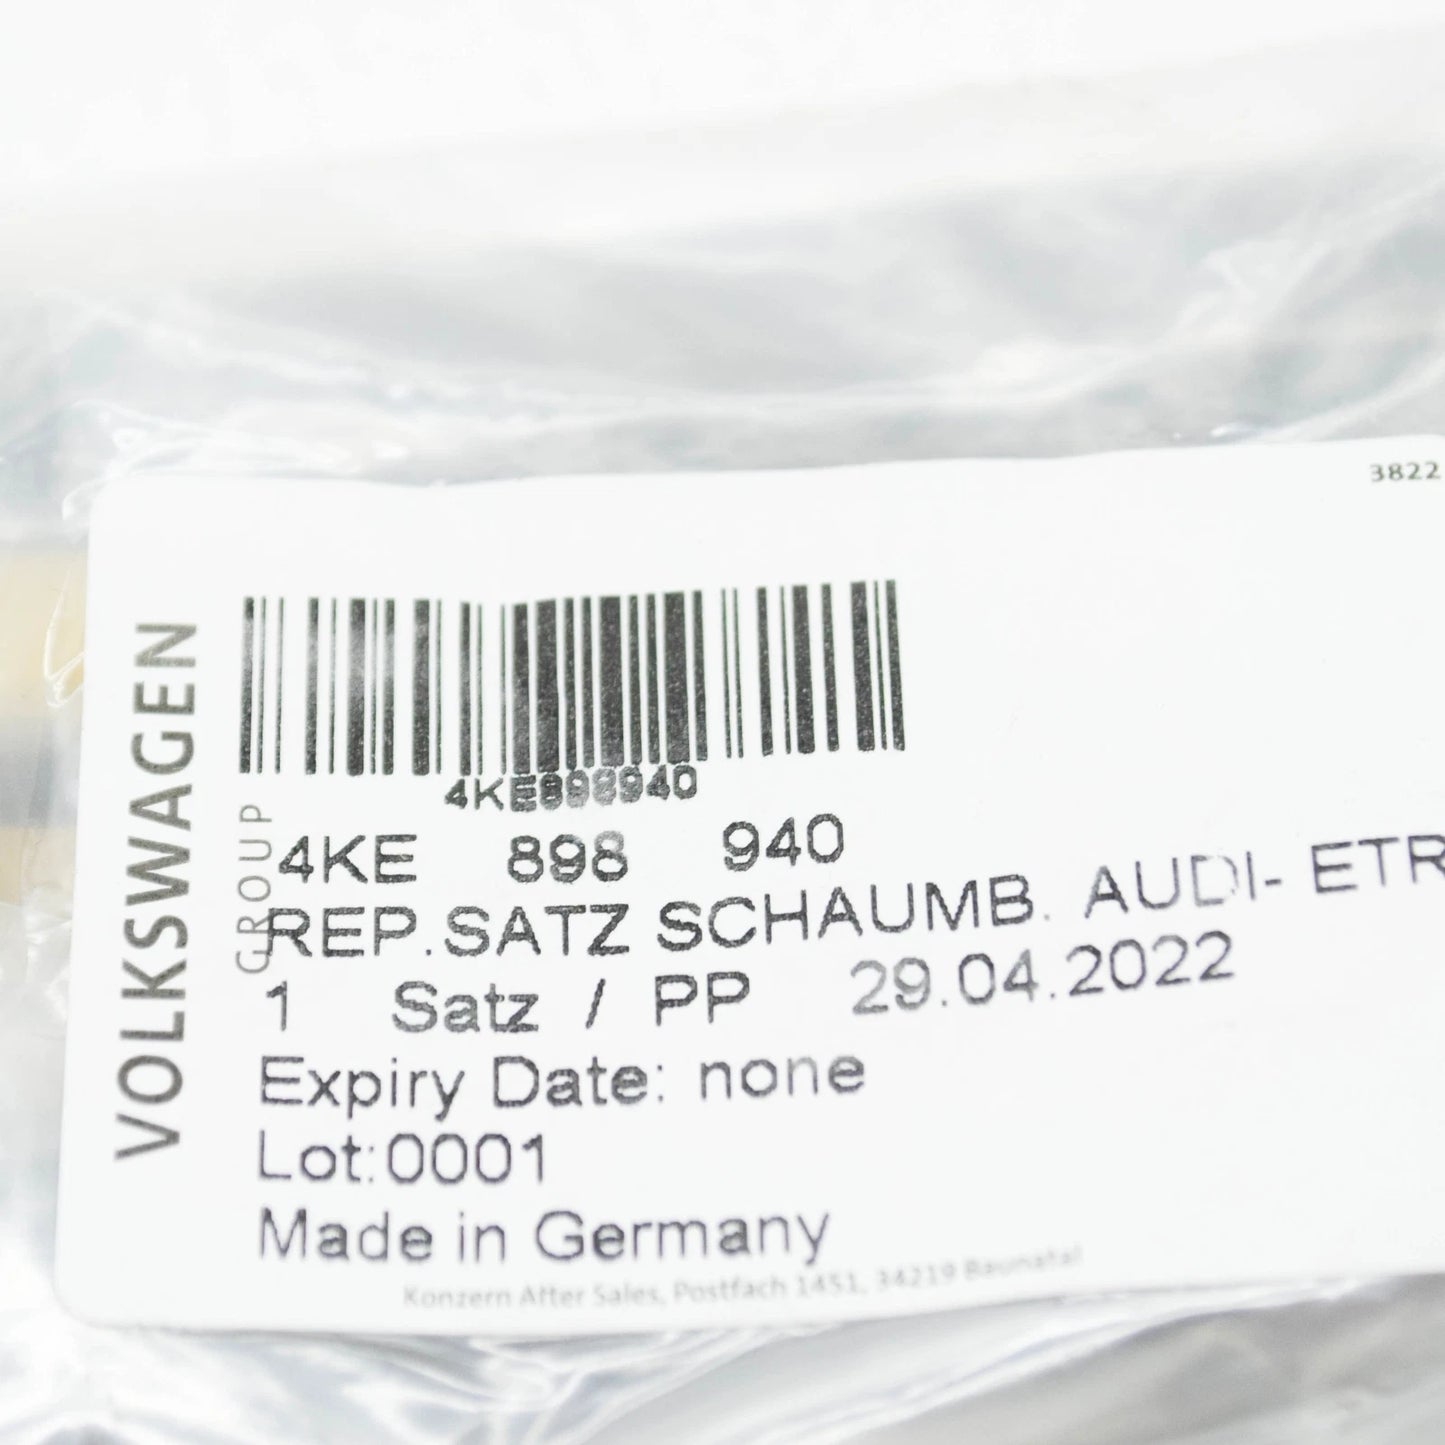 3822
VOLKSWAGEN
GROUP
4KE898940
4KE 898 940
REP.SATZ SCHAUMB. AUDI- ETR
1 Satz / PP 29.04.2022
Expiry Date: none
Lot:0001
Made in Germany
Konzern After Sales, Postfach 1451, 34219 Baunatal